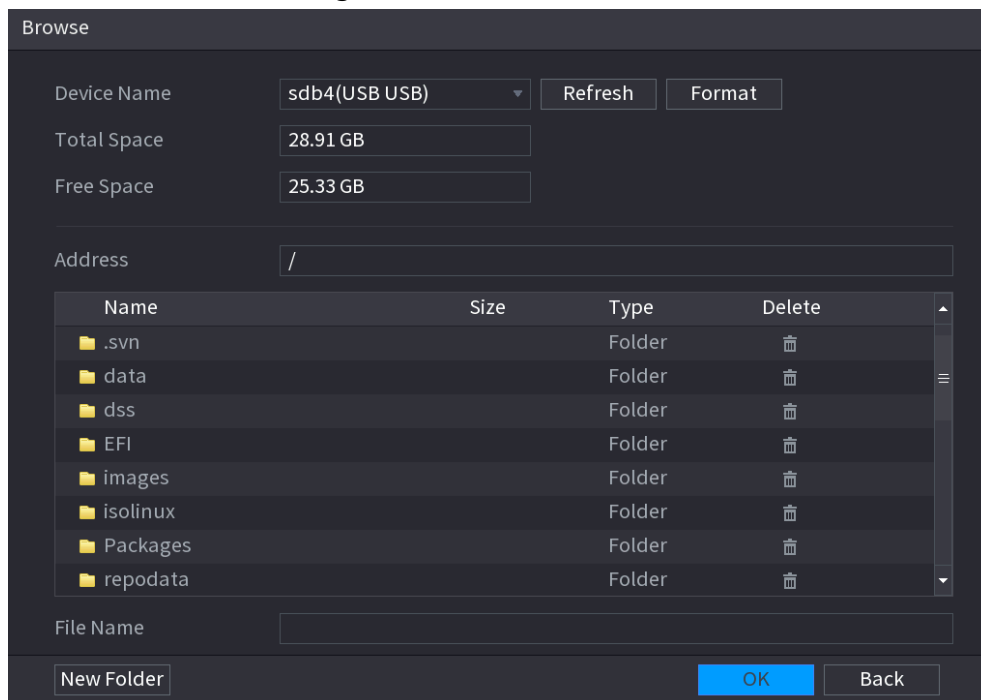 Browse
Device Name sdb4(USB USB) Refresh Format
Total Space 28.91 GB
Free Space 25.33 GB
Address /
Name Size Type Delete
.svn Folder
data Folder
dss Folder
EFI Folder
images Folder
isolinux Folder
Packages Folder
repodata Folder
File Name
New Folder OK Back